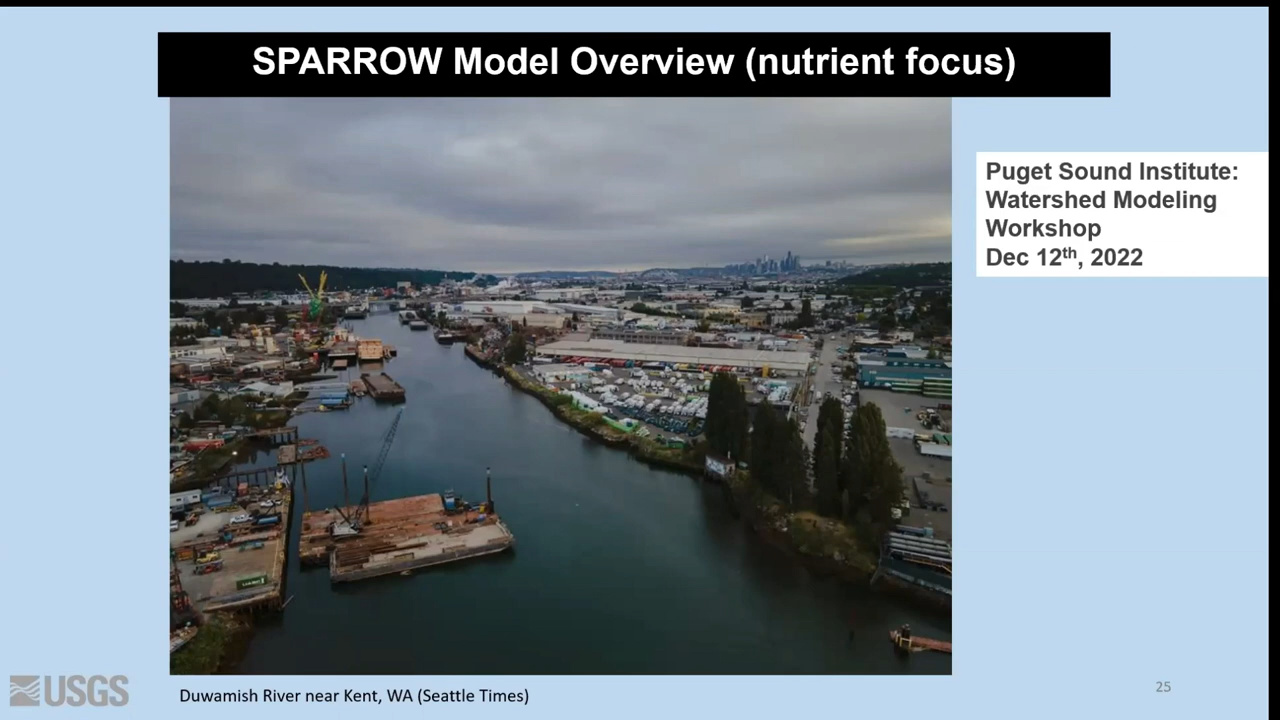 SPARROW Model Overview (nutrient focus)
Puget Sound Institute:
Watershed Modeling
Workshop
Dec 12th, 2022
USGS
Duwamish River near Kent, WA (Seattle Times)
25